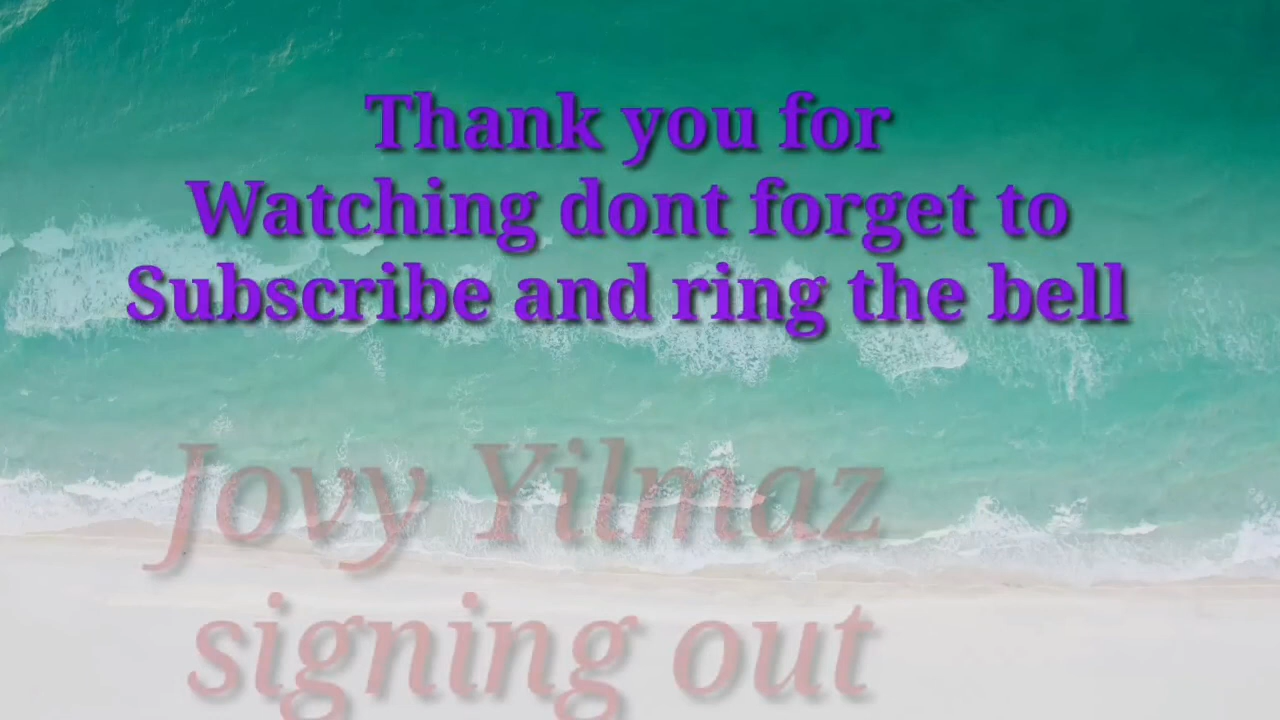 Thank you for
Watching dont forget to
Subscribe and ring the bell
Jovy Yilmaz
signing out